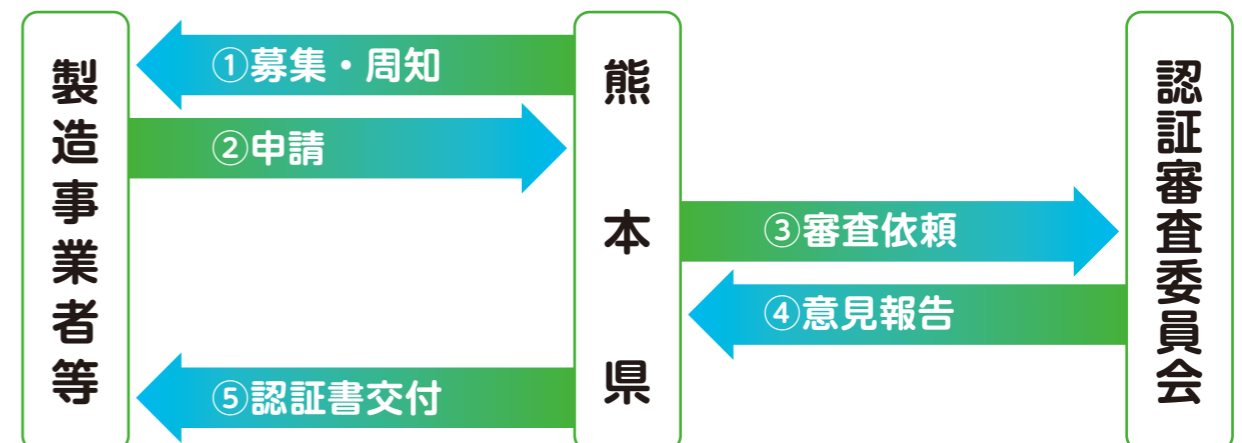 製造事業者等
①募集・周知
②申請
熊本県
③審査依頼
④意見報告
⑤認証書交付
認証審査委員会